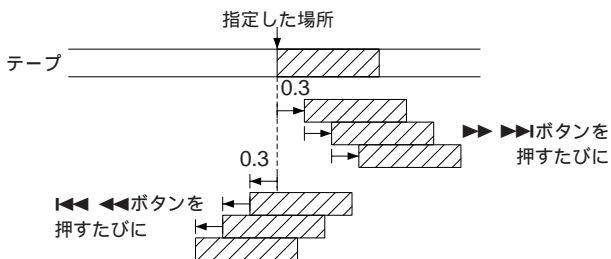 指定した場所
テープ
0.3
▶▶ ▶▶Iボタンを
押すたびに
0.3
I◀◀ ◀◀ボタンを
押すたびに